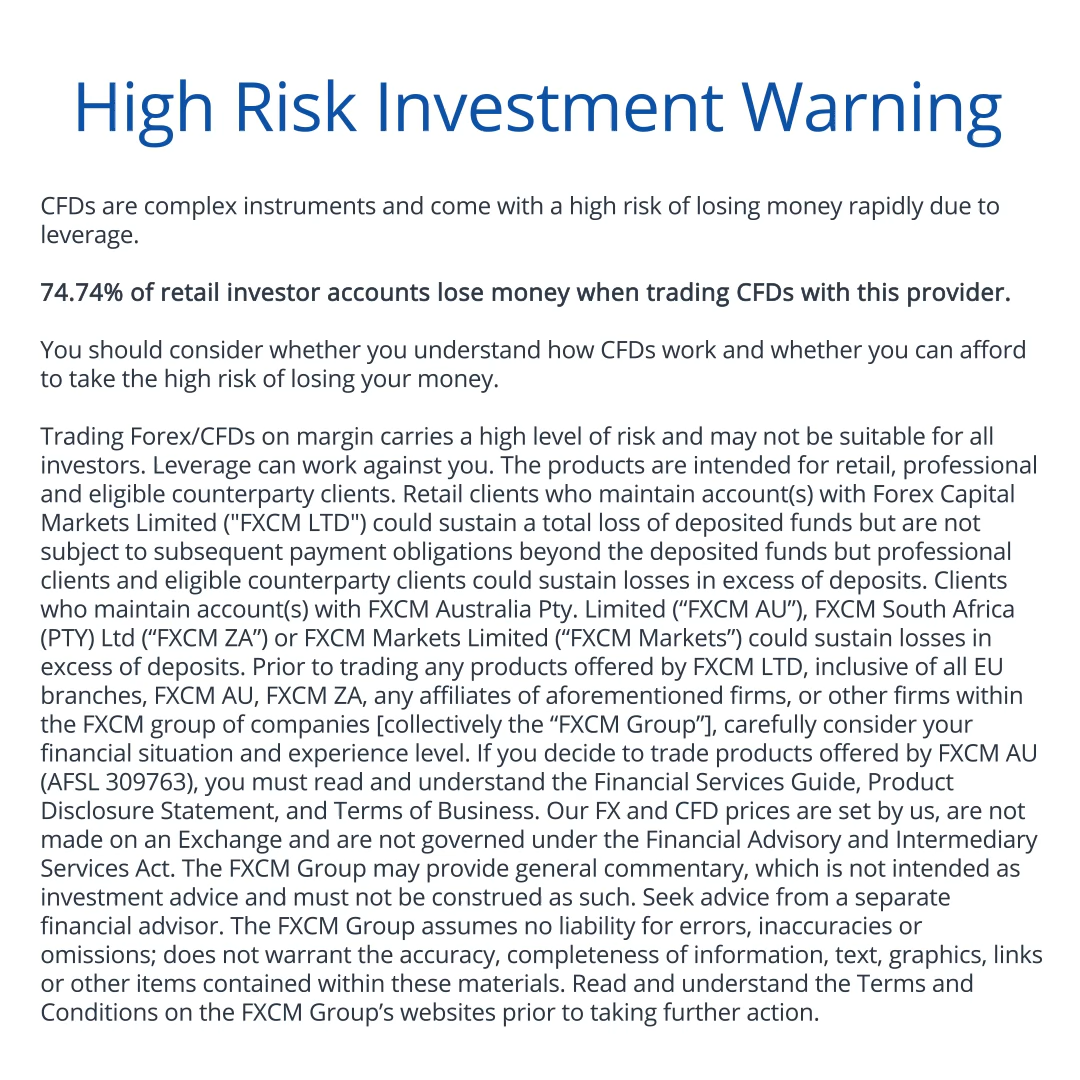 High Risk Investment Warning
CFDs are complex instruments and come with a high risk of losing money rapidly due to
leverage.
74.74% of retail investor accounts lose money when trading CFDs with this provider.
You should consider whether you understand how CFDs work and whether you can afford
to take the high risk of losing your money.
Trading Forex/CFDs on margin carries a high level of risk and may not be suitable for all
investors. Leverage can work against you. The products are intended for retail, professional
and eligible counterparty clients. Retail clients who maintain account(s) with Forex Capital
Markets Limited ("FXCM LTD") could sustain a total loss of deposited funds but are not
subject to subsequent payment obligations beyond the deposited funds but professional
clients and eligible counterparty clients could sustain losses in excess of deposits. Clients
who maintain account(s) with FXCM Australia Pty. Limited (“FXCM AU”), FXCM South Africa
(PTY) Ltd (“FXCM ZA”) or FXCM Markets Limited (“FXCM Markets”) could sustain losses in
excess of deposits. Prior to trading any products offered by FXCM LTD, inclusive of all EU
branches, FXCM AU, FXCM ZA, any affiliates of aforementioned firms, or other firms within
the FXCM group of companies [collectively the “FXCM Group”], carefully consider your
financial situation and experience level. If you decide to trade products offered by FXCM AU
(AFSL 309763), you must read and understand the Financial Services Guide, Product
Disclosure Statement, and Terms of Business. Our FX and CFD prices are set by us, are not
made on an Exchange and are not governed under the Financial Advisory and Intermediary
Services Act. The FXCM Group may provide general commentary, which is not intended as
investment advice and must not be construed as such. Seek advice from a separate
financial advisor. The FXCM Group assumes no liability for errors, inaccuracies or
omissions; does not warrant the accuracy, completeness of information, text, graphics, links
or other items contained within these materials. Read and understand the Terms and
Conditions on the FXCM Group’s websites prior to taking further action.